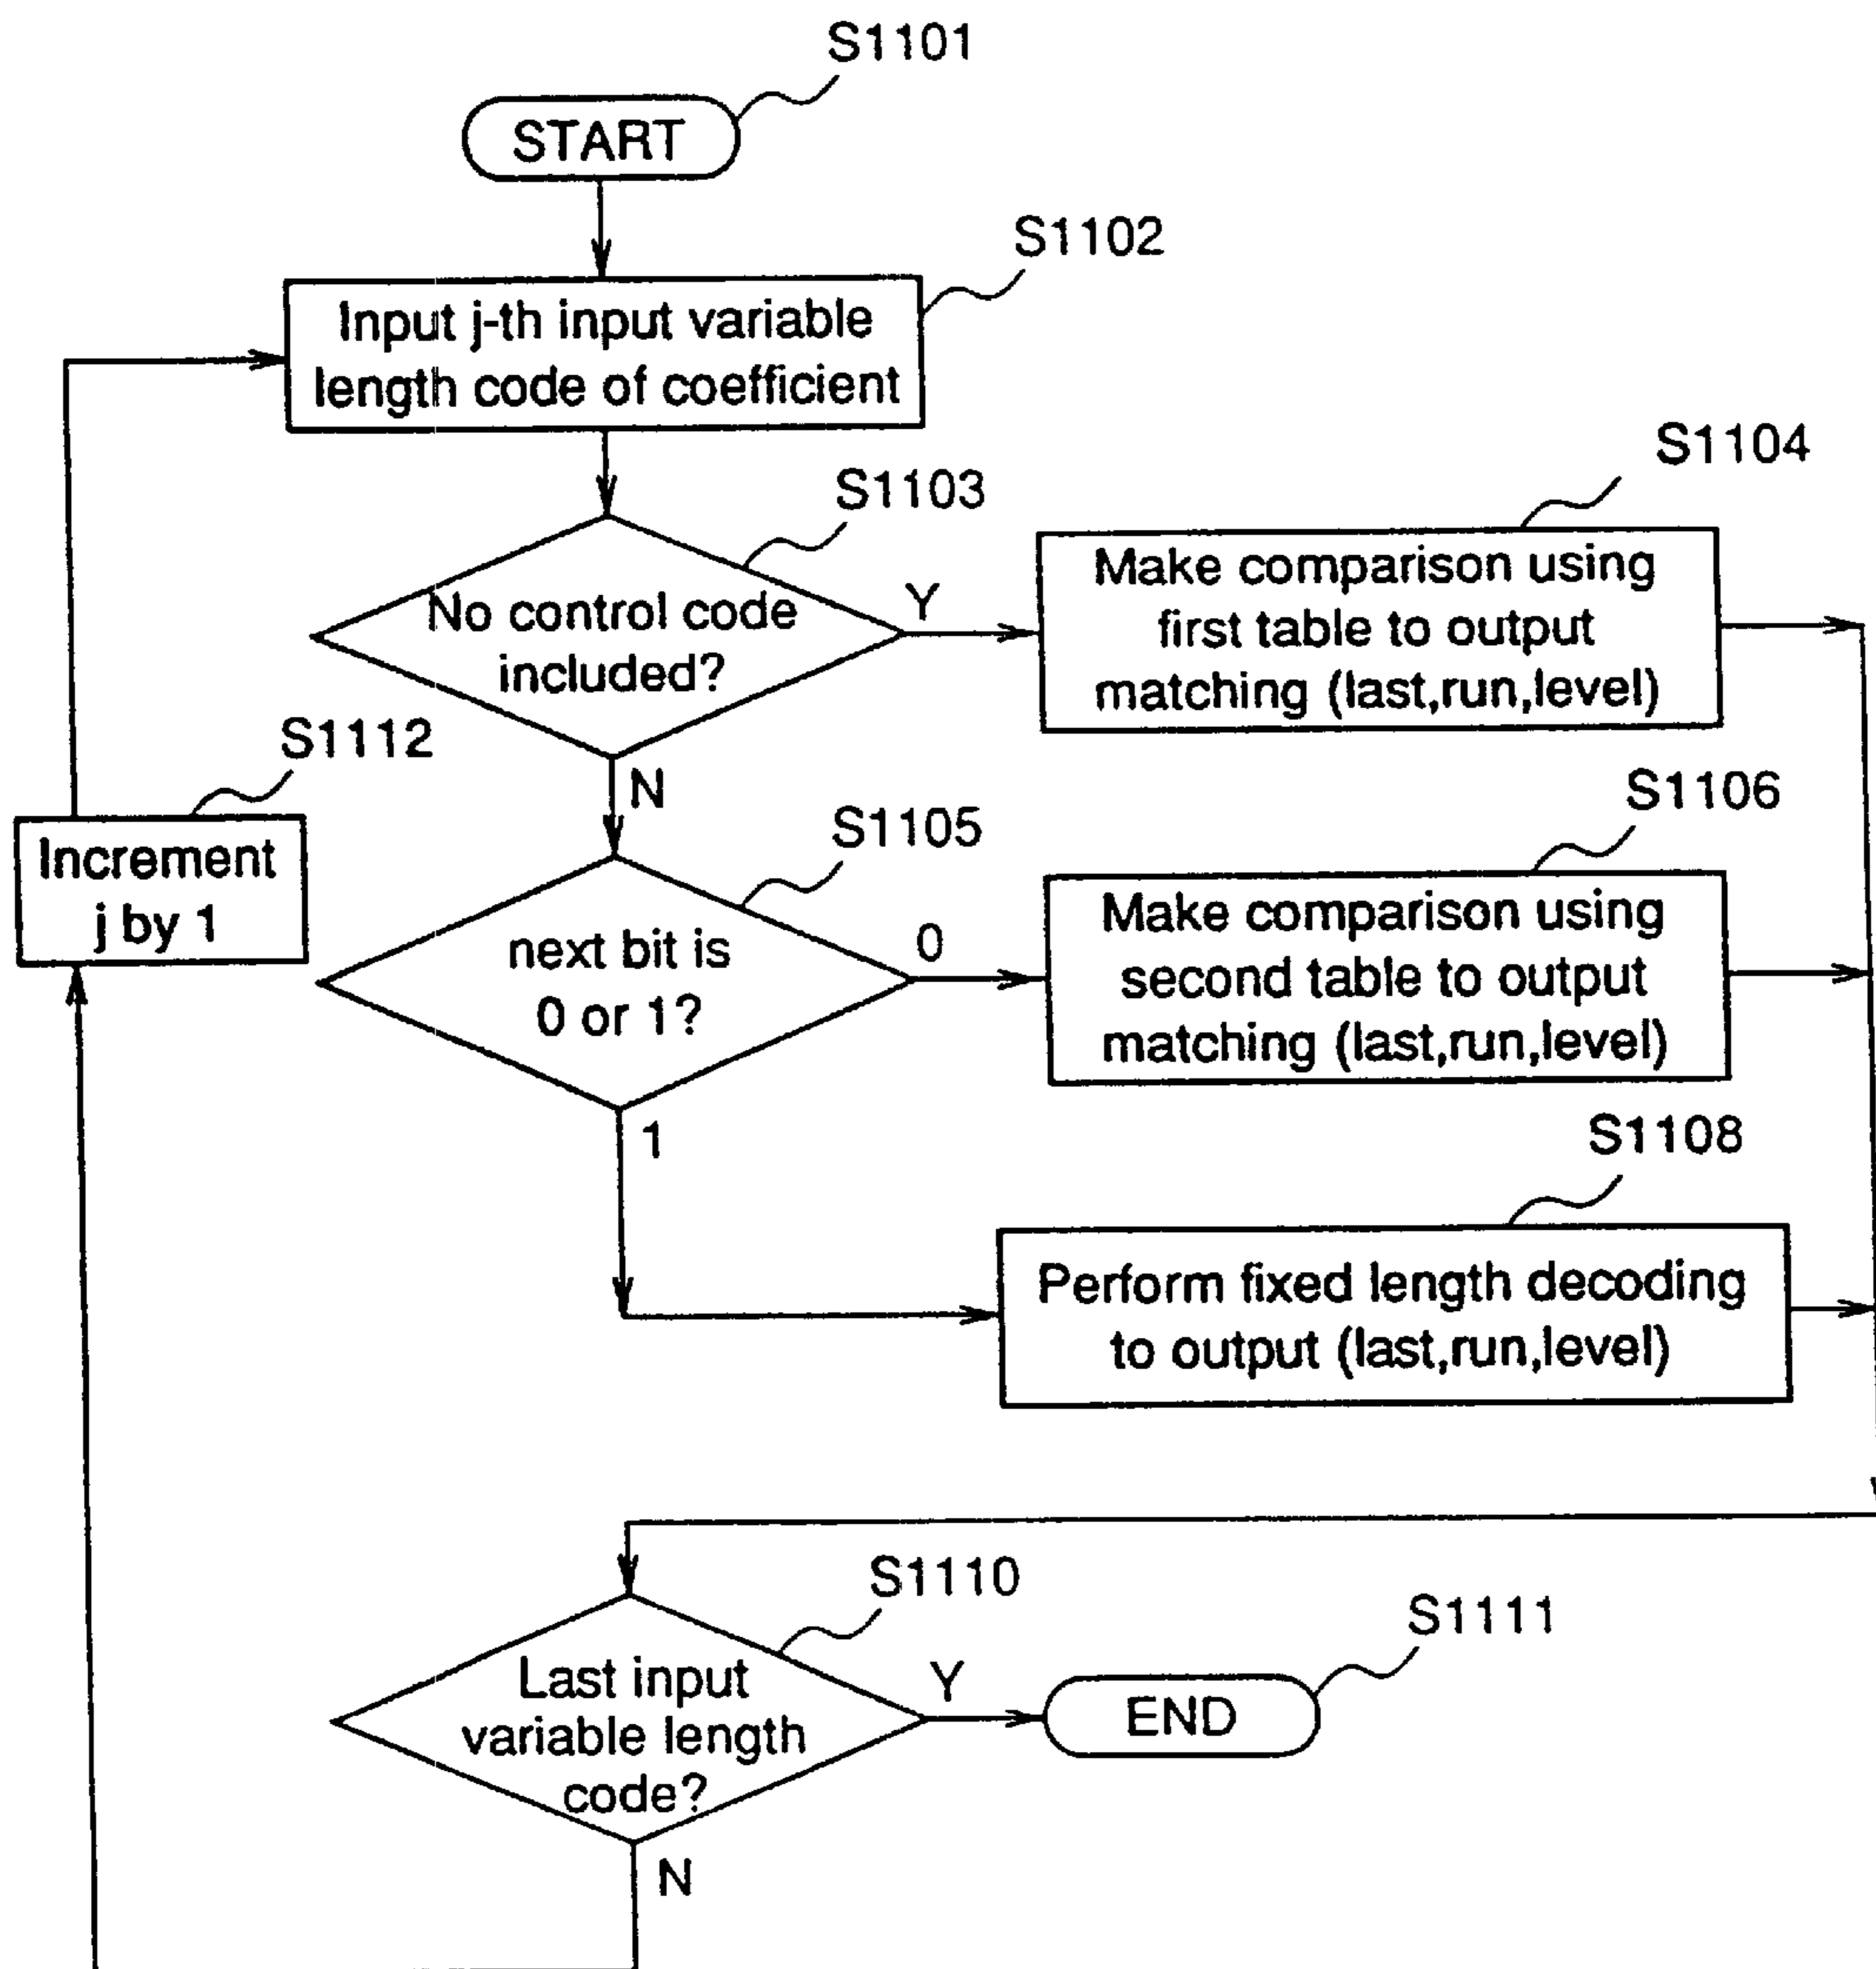 S1101
START
S1102
Input j-th input variable
length code of coefficient
S1103
No control code
included?
Y
N
S1104
Make comparison using
first table to output
matching (last,run,level)
S1112
Increment
j by 1
S1105
next bit is
0 or 1?
0
1
S1106
Make comparison using
second table to output
matching (last,run,level)
S1108
Perform fixed length decoding
to output (last,run,level)
S1110
Last input
variable length
code?
Y
N
S1111
END